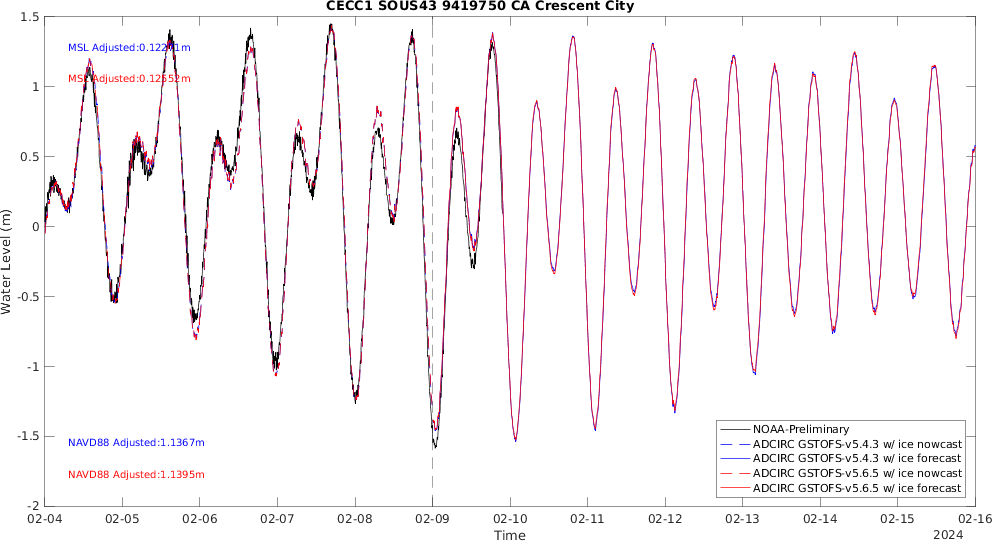 CECC1 SOUS43 9419750 CA Crescent City
Water Level (m)
1.5
1
0.5
0
-0.5
-1
-1.5
-2
MSL Adjusted:0.12552m
NAVD88 Adjusted:1.1367m
NAVD88 Adjusted:1.1395m
NOAA-Preliminary
ADCIRC GSTOFS-v5.4.3 w/ ice nowcast
ADCIRC GSTOFS-v5.4.3 w/ ice forecast
ADCIRC GSTOFS-v5.6.5 w/ ice nowcast
ADCIRC GSTOFS-v5.6.5 w/ ice forecast
02-04 02-05 02-06 02-07 02-08 02-09 02-10 02-11 02-12 02-13 02-14 02-15 02-16
Time
2024